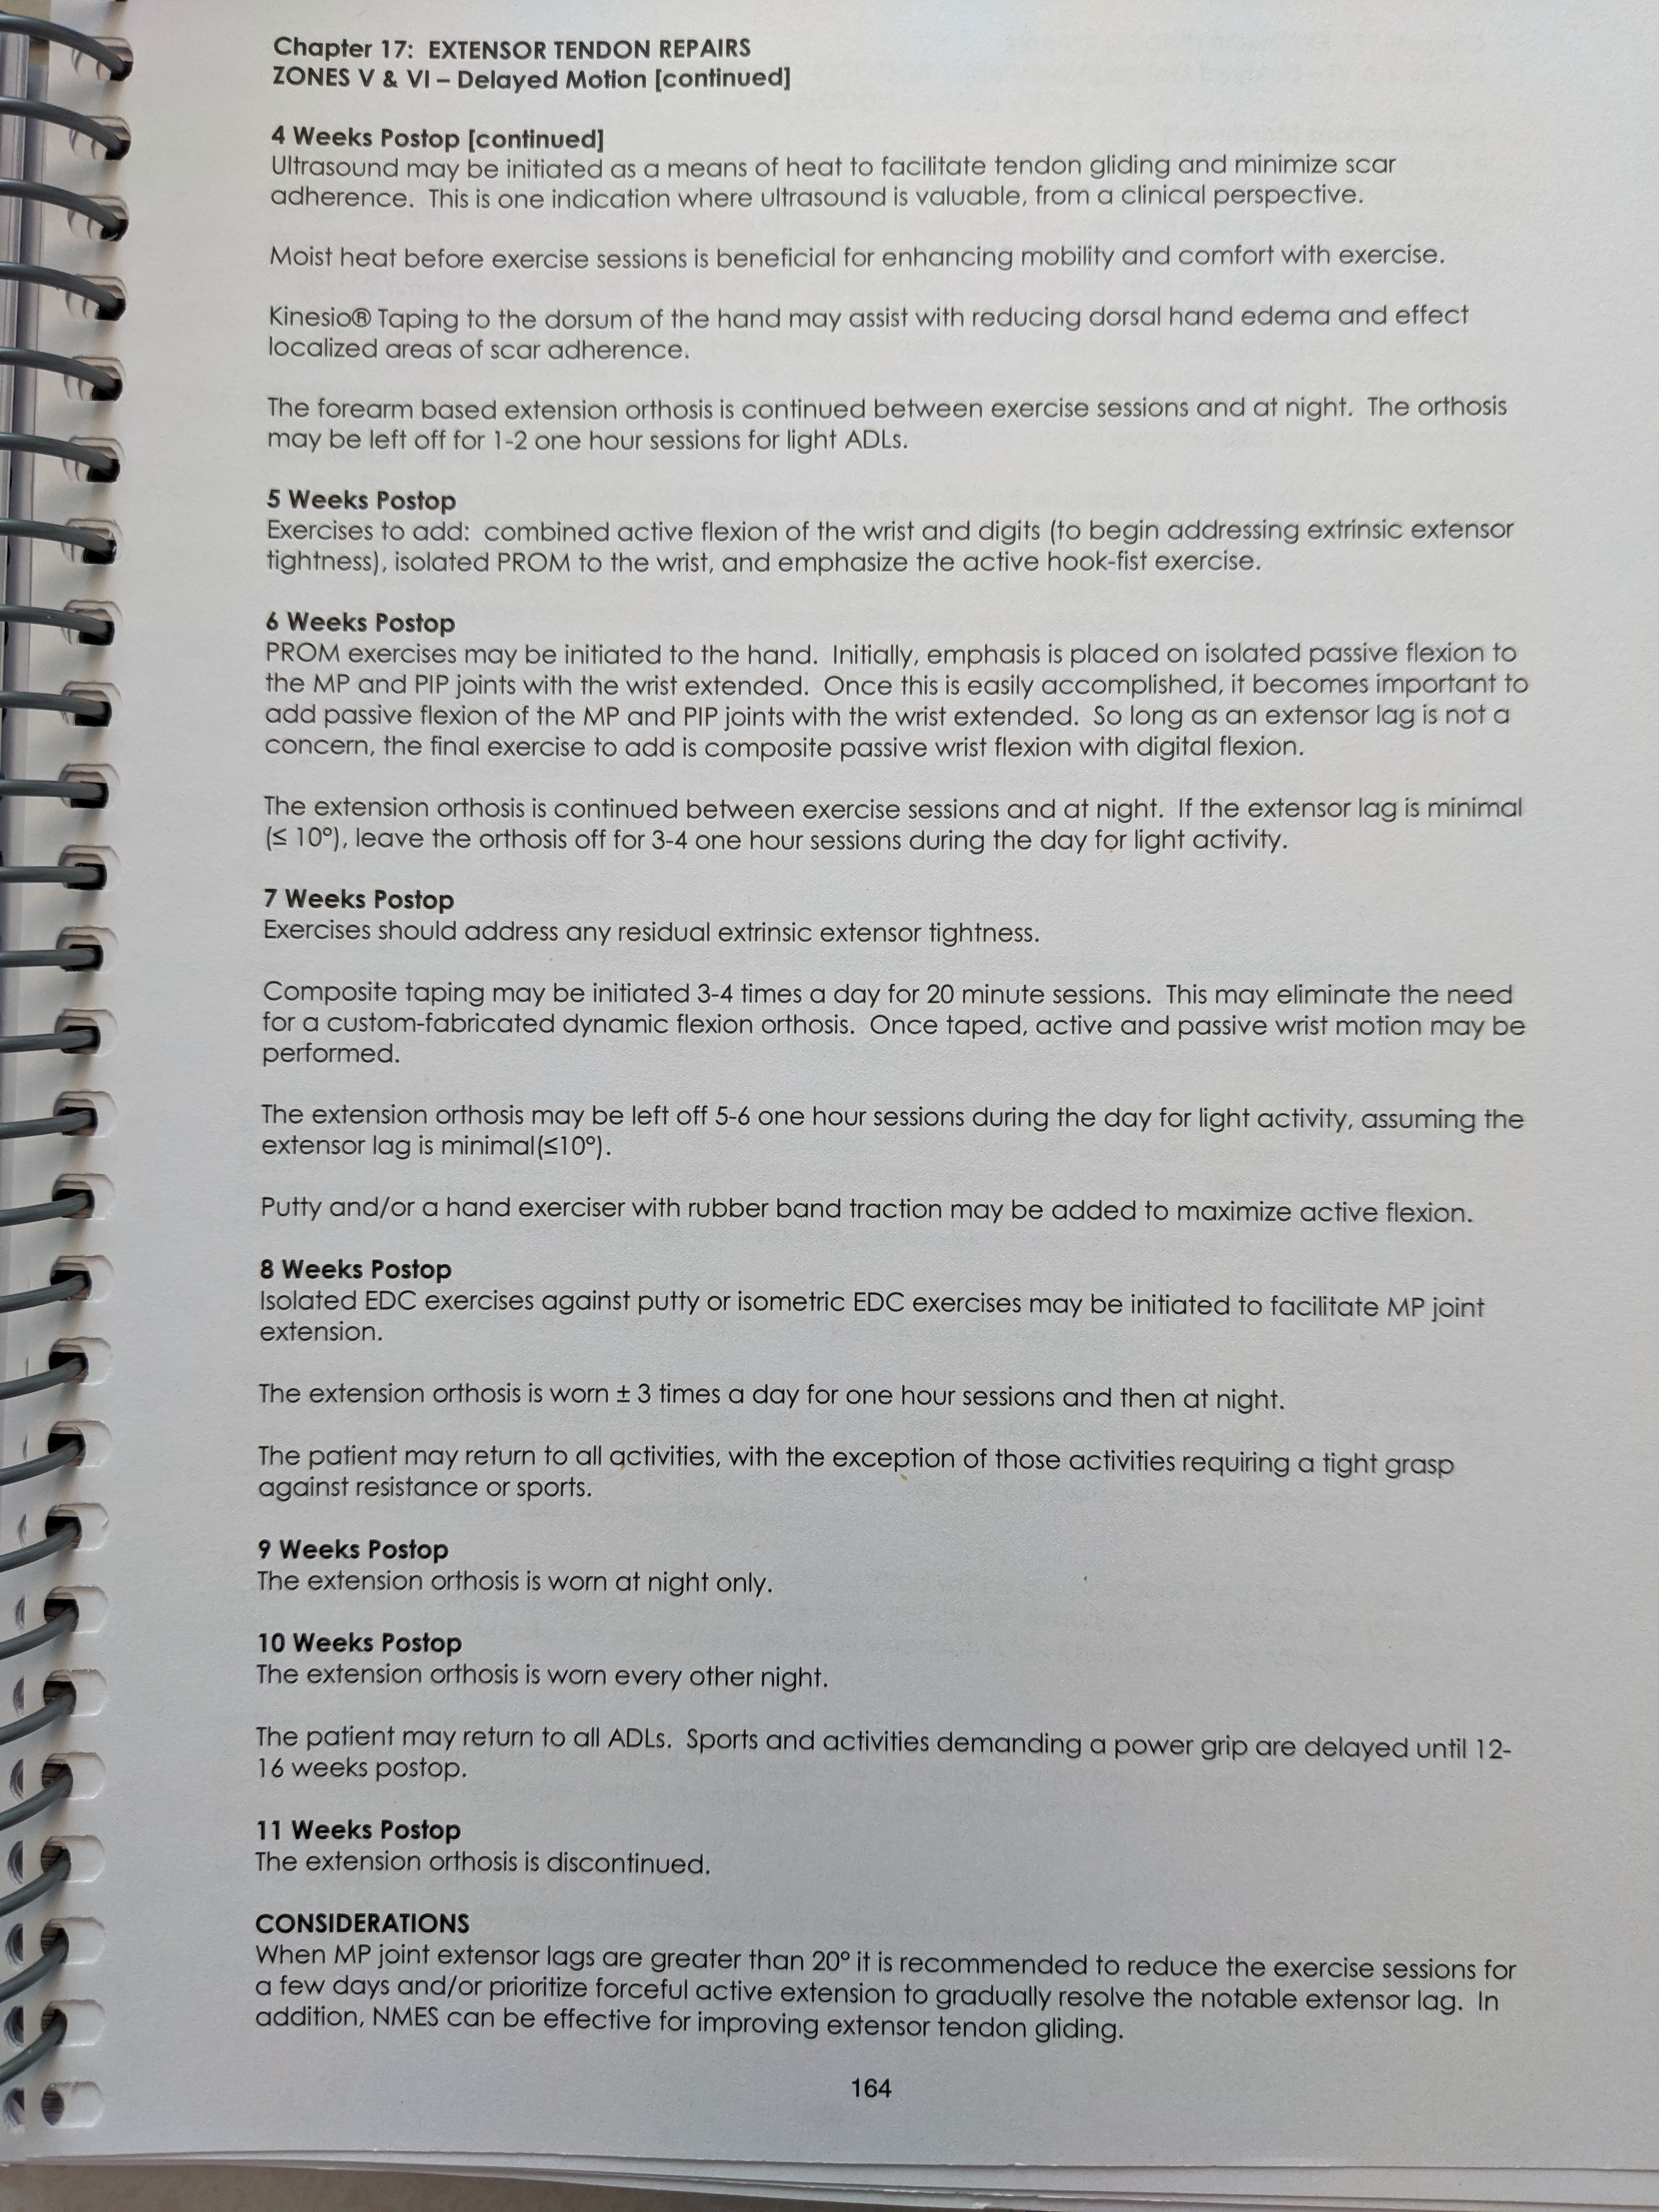 Chapter 17:  EXTENSOR TENDON REPAIRS
ZONES V & VI – Delayed Motion [continued]
4 Weeks Postop [continued]
Ultrasound may be initiated as a means of heat to facilitate tendon gliding and minimize scar
adherence.  This is one indication where ultrasound is valuable, from a clinical perspective.
Moist heat before exercise sessions is beneficial for enhancing mobility and comfort with exercise.
Kinesio® Taping to the dorsum of the hand may assist with reducing dorsal hand edema and effect
localized areas of scar adherence.
The forearm based extension orthosis is continued between exercise sessions and at night.  The orthosis
may be left off for 1-2 one hour sessions for light ADLs.
5 Weeks Postop
Exercises to add:  combined active flexion of the wrist and digits (to begin addressing extrinsic extensor
tightness), isolated PROM to the wrist, and emphasize the active hook-fist exercise.
6 Weeks Postop
PROM exercises may be initiated to the hand.  Initially, emphasis is placed on isolated passive flexion to
the MP and PIP joints with the wrist extended.  Once this is easily accomplished, it becomes important to
add passive flexion of the MP and PIP joints with the wrist extended.  So long as an extensor lag is not a
concern, the final exercise to add is composite passive wrist flexion with digital flexion.
The extension orthosis is continued between exercise sessions and at night.  If the extensor lag is minimal
(≤ 10°), leave the orthosis off for 3-4 one hour sessions during the day for light activity.
7 Weeks Postop
Exercises should address any residual extrinsic extensor tightness.
Composite taping may be initiated 3-4 times a day for 20 minute sessions.  This may eliminate the need
for a custom-fabricated dynamic flexion orthosis.  Once taped, active and passive wrist motion may be
performed.
The extension orthosis may be left off 5-6 one hour sessions during the day for light activity, assuming the
extensor lag is minimal(≤10°).
Putty and/or a hand exerciser with rubber band traction may be added to maximize active flexion.
8 Weeks Postop
Isolated EDC exercises against putty or isometric EDC exercises may be initiated to facilitate MP joint
extension.
The extension orthosis is worn ± 3 times a day for one hour sessions and then at night.
The patient may return to all activities, with the exception of those activities requiring a tight grasp
against resistance or sports.
9 Weeks Postop
The extension orthosis is worn at night only.
10 Weeks Postop
The extension orthosis is worn every other night.
The patient may return to all ADLs.  Sports and activities demanding a power grip are delayed until 12-
16 weeks postop.
11 Weeks Postop
The extension orthosis is discontinued.
CONSIDERATIONS
When MP joint extensor lags are greater than 20° it is recommended to reduce the exercise sessions for
a few days and/or prioritize forceful active extension to gradually resolve the notable extensor lag.  In
addition, NMES can be effective for improving extensor tendon gliding.
164